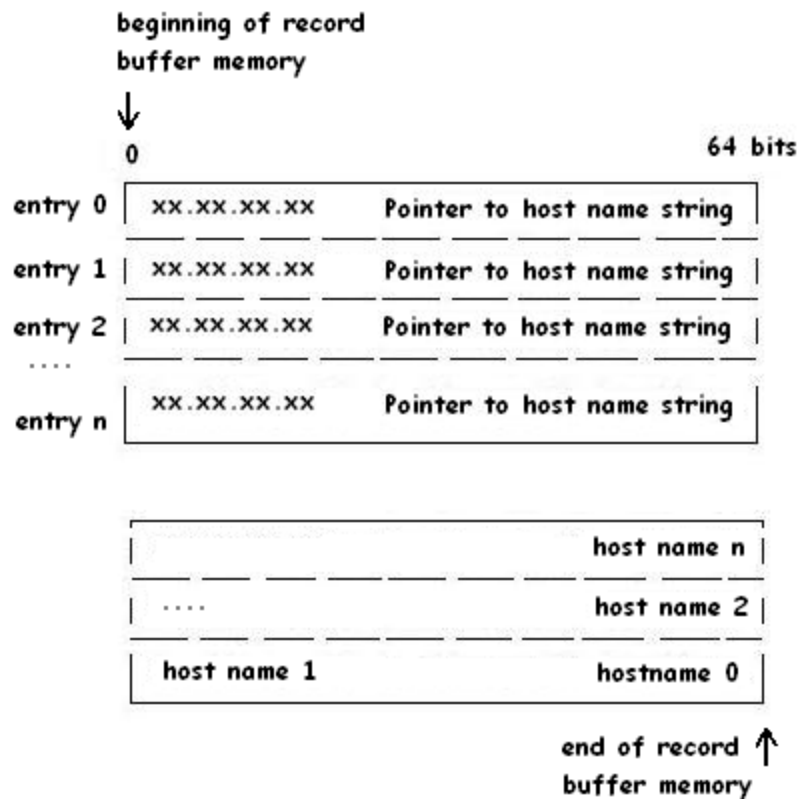 beginning of record
buffer memory
0 64 bits
entry 0 xx.xx.xx.xx Pointer to host name string
entry 1 xx.xx.xx.xx Pointer to host name string
entry 2 xx.xx.xx.xx Pointer to host name string
....
entry n xx.xx.xx.xx Pointer to host name string
host name n
.... host name 2
host name 1 hostname 0
end of record
buffer memory